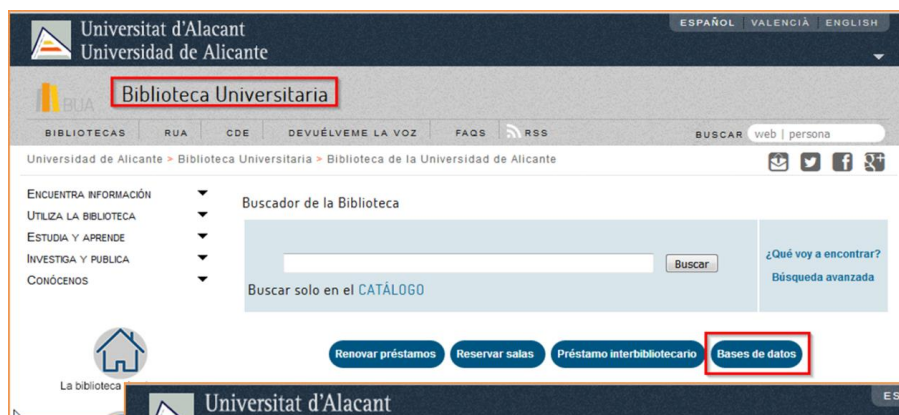 ESPAÑOL VALENCIÀ ENGLISH
Universitat d'Alacant
Universidad de Alicante
BUA
Biblioteca Universitaria
BIBLIOTECAS RUA CDE DEVUÉLVEME LA VOZ FAQS RSS BUSCAR web | persona
Universidad de Alicante > Biblioteca Universitaria > Biblioteca de la Universidad de Alicante
ENCUENTRA INFORMACIÓN
UTILIZA LA BIBLIOTECA
ESTUDIA Y APRENDE
INVESTIGA Y PUBLICA
CONÓCENOS
Buscador de la Biblioteca
Buscar
Buscar solo en el CATÁLOGO
¿Qué voy a encontrar?
Búsqueda avanzada
Renovar préstamos Reservar salas Préstamo interbibliotecario Bases de datos
La biblioteca
Universitat d'Alacant
ES